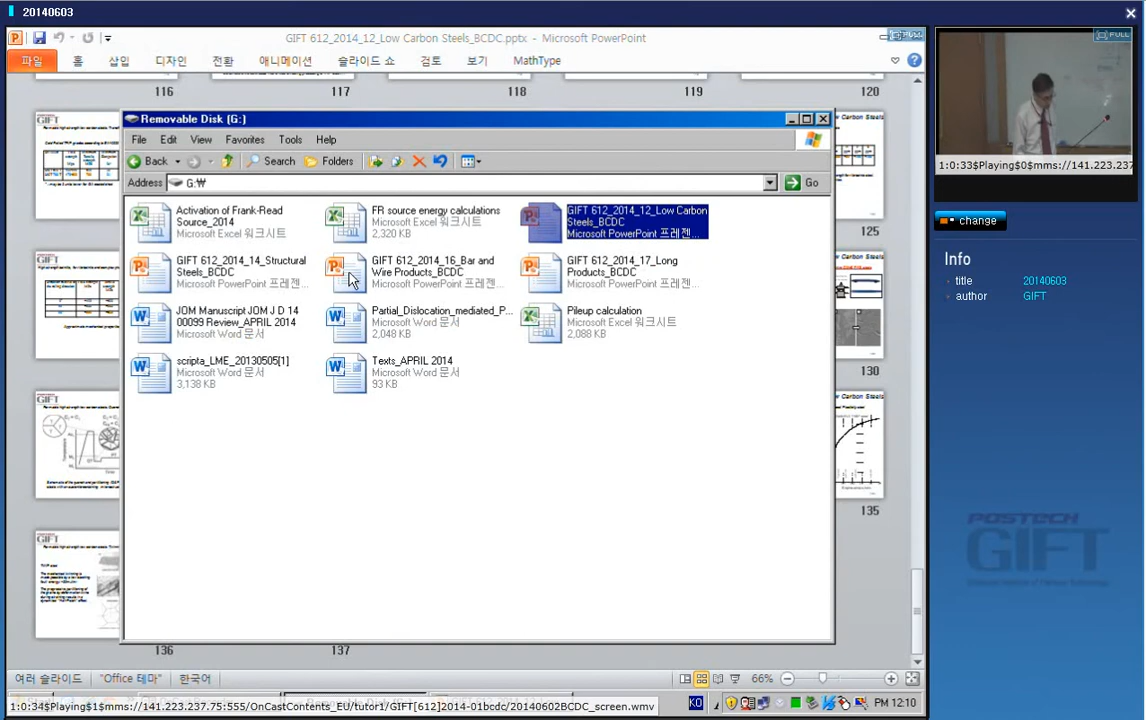 20140603
GIFT 612_2014_12_Low Carbon Steels_BCDC.pptx - Microsoft PowerPoint
FULL
파일 홈 삽입 디자인 전환 애니메이션 슬라이드 쇼 검토 보기 MathType
116 117 118 119 120
Removable Disk (G:)
File Edit View Favorites Tools Help
Back Search Folders
Address G:₩ Go
Activation of Frank-Read
Source_2014
Microsoft Excel 워크시트
FR source energy calculations
Microsoft Excel 워크시트
2,320 KB
GIFT 612_2014_12_Low Carbon
Steels_BCDC
Microsoft PowerPoint 프레젠...
GIFT 612_2014_14_Structural
Steels_BCDC
Microsoft PowerPoint 프레젠...
GIFT 612_2014_16_Bar and
Wire Products_BCDC
Microsoft PowerPoint 프레젠...
GIFT 612_2014_17_Long
Products_BCDC
Microsoft PowerPoint 프레젠...
JOM Manuscript JOM J D 14
00099 Review_APRIL 2014
Microsoft Word 문서
Partial_Dislocation_mediated_P...
Microsoft Word 문서
2,048 KB
Pileup calculation
Microsoft Excel 워크시트
2,088 KB
scripta_LME_20130505[1]
Microsoft Word 문서
3,138 KB
Texts_APRIL 2014
Microsoft Word 문서
93 KB
125
130
135
136 137
GIFT
Carbon Steels
여러 슬라이드 "Office 테마" 한국어 66%
1:0:34$Playing$1$mms://141.223.237.75:555/OnCastContents_EU/tutor1/GIFT[612]2014-01bcdc/20140602BCDC_screen.wmv
KO PM 12:10
FULL
1:0:33$Playing$0$mms://141.223.237
change
Info
title 20140603
author GIFT
POSTECH
GIFT